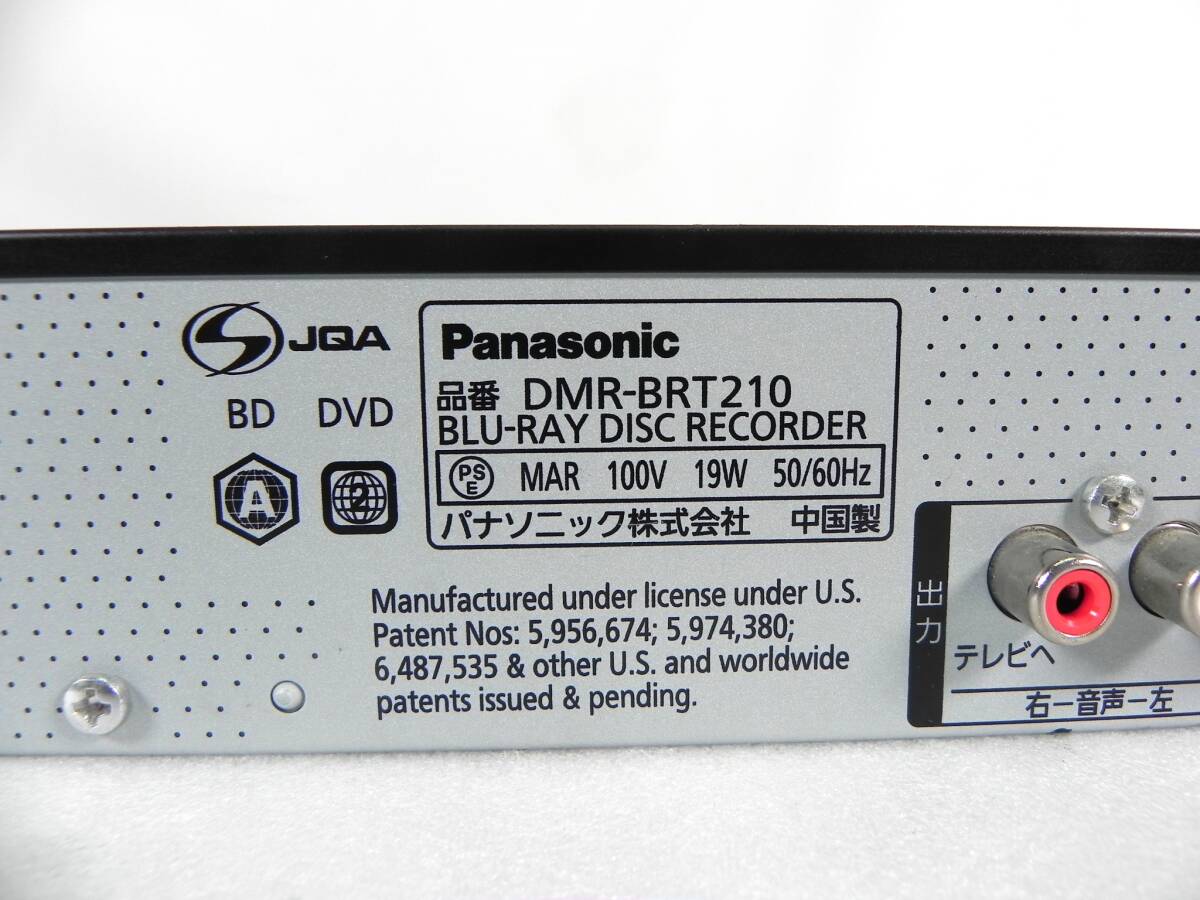 JQA
BD DVD
A 2
Panasonic
品番 DMR-BRT210
BLU-RAY DISC RECORDER
PS E MAR 100V 19W 50/60Hz
パナソニック株式会社 中国製
Manufactured under license under U.S.
Patent Nos: 5,956,674; 5,974,380;
6,487,535 & other U.S. and worldwide
patents issued & pending.
出力
テレビへ
右ー音声ー左